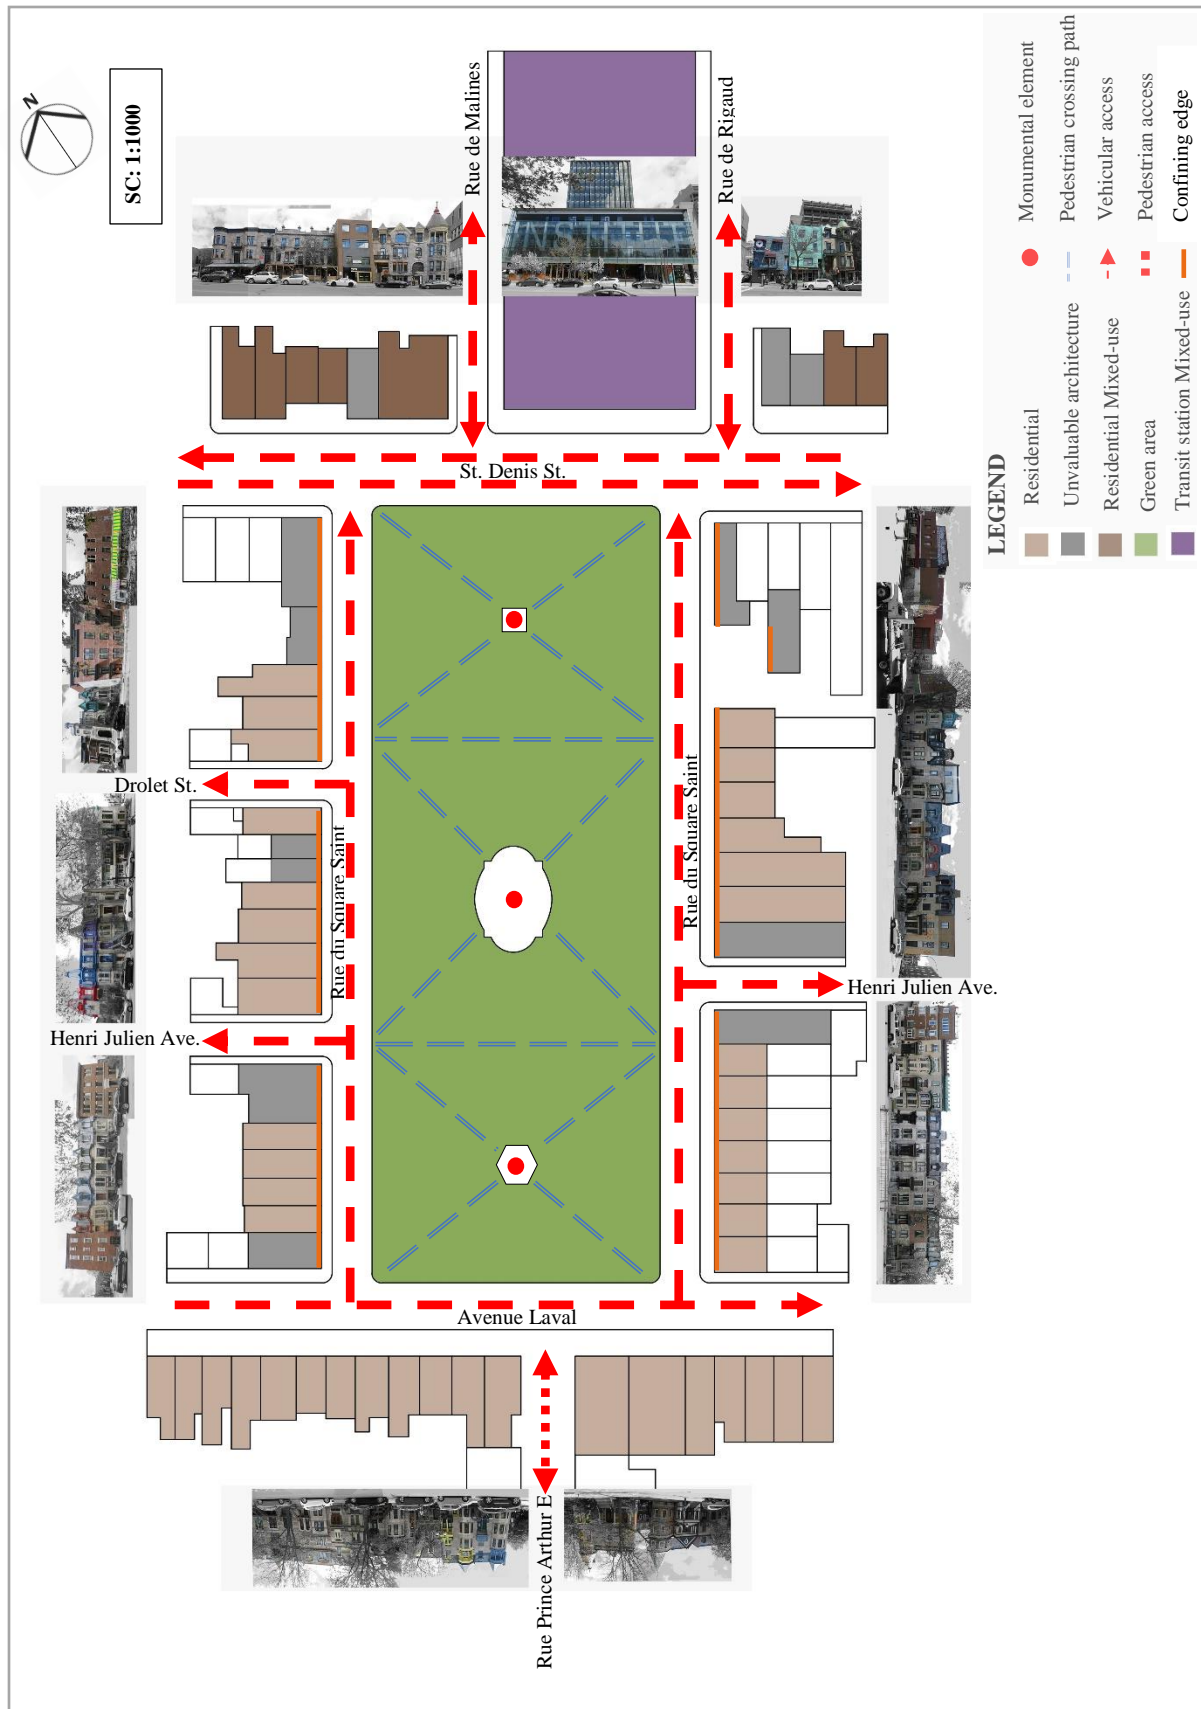 N
SC: 1:1000
Rue de Malines
Rue de Rigaud
INSTITUT
St. Denis St.
Drolet St.
Rue du Square Saint
Rue du Square Saint
Henri Julien Ave.
Henri Julien Ave.
Avenue Laval
Rue Prince Arthur E
LEGEND
Residential
Unvaluable architecture
Residential Mixed-use
Green area
Transit station Mixed-use
Monumental element
Pedestrian crossing path
Vehicular access
Pedestrian access
Confining edge